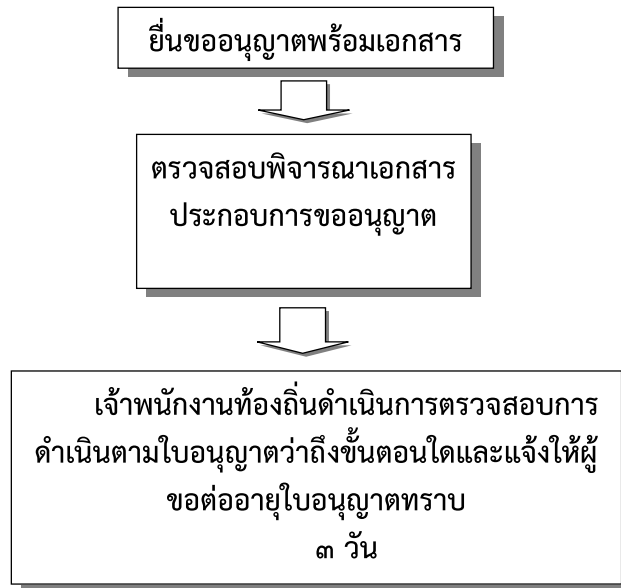 ยื่นขออนุญาตพร้อมเอกสาร
ตรวจสอบพิจารณาเอกสาร
ประกอบการขออนุญาต
เจ้าพนักงานท้องถิ่นดำเนินการตรวจสอบการ
ดำเนินตามใบอนุญาตว่าถึงขั้นตอนใดและแจ้งให้ผู้
ขอต่ออายุใบอนุญาตทราบ
๓ วัน